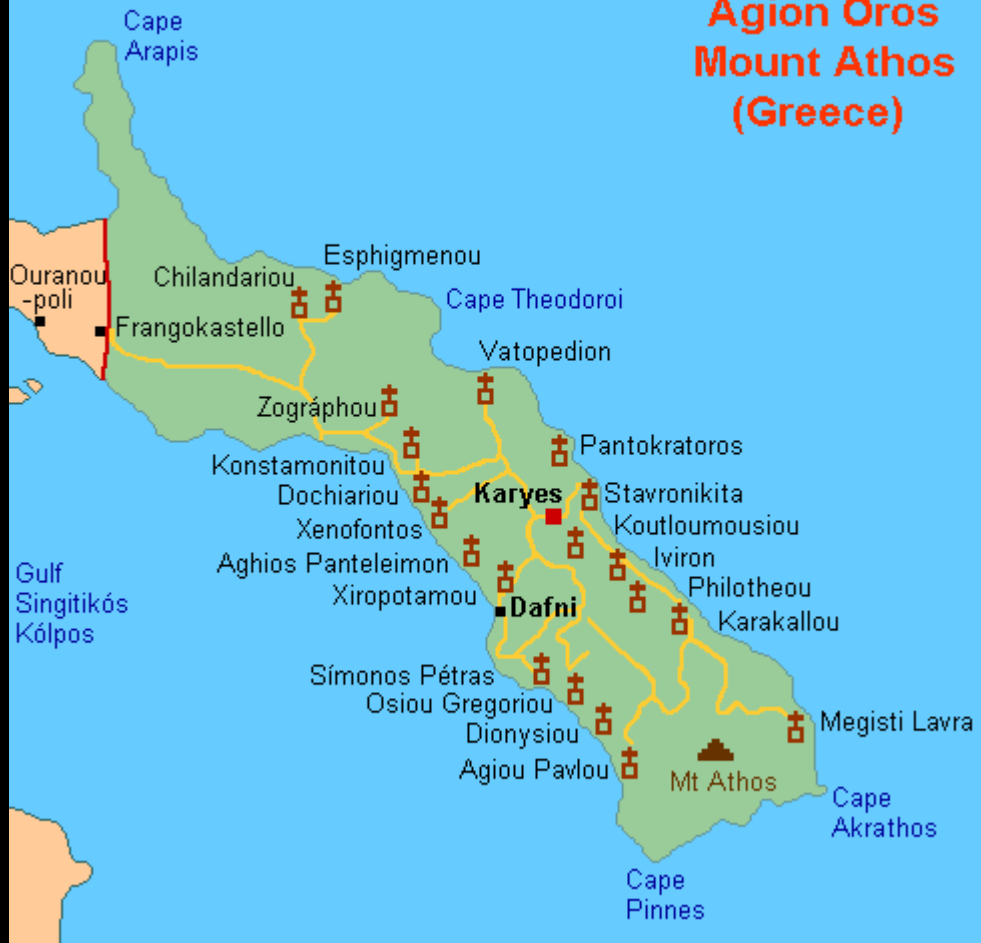 Agion Oros
Mount Athos
(Greece)
Cape
Arapis
Esphigmenou
Chilandariou
Ouranou
-poli
Cape Theodoroi
Frangokastello
Vatopedion
Zográphou
Pantokratoros
Konstamonitou
Karyes
Stavronikita
Dochiariou
Koutloumousiou
Xenofontos
Iviron
Aghios Panteleimon
Gulf
Singitikós
Kólpos
Philotheou
Xiropotamou
Dafni
Karakallou
Símonos Pétras
Osiou Gregoriou
Megisti Lavra
Dionysiou
Agiou Pavlou
Mt Athos
Cape
Akrathos
Cape
Pinnes